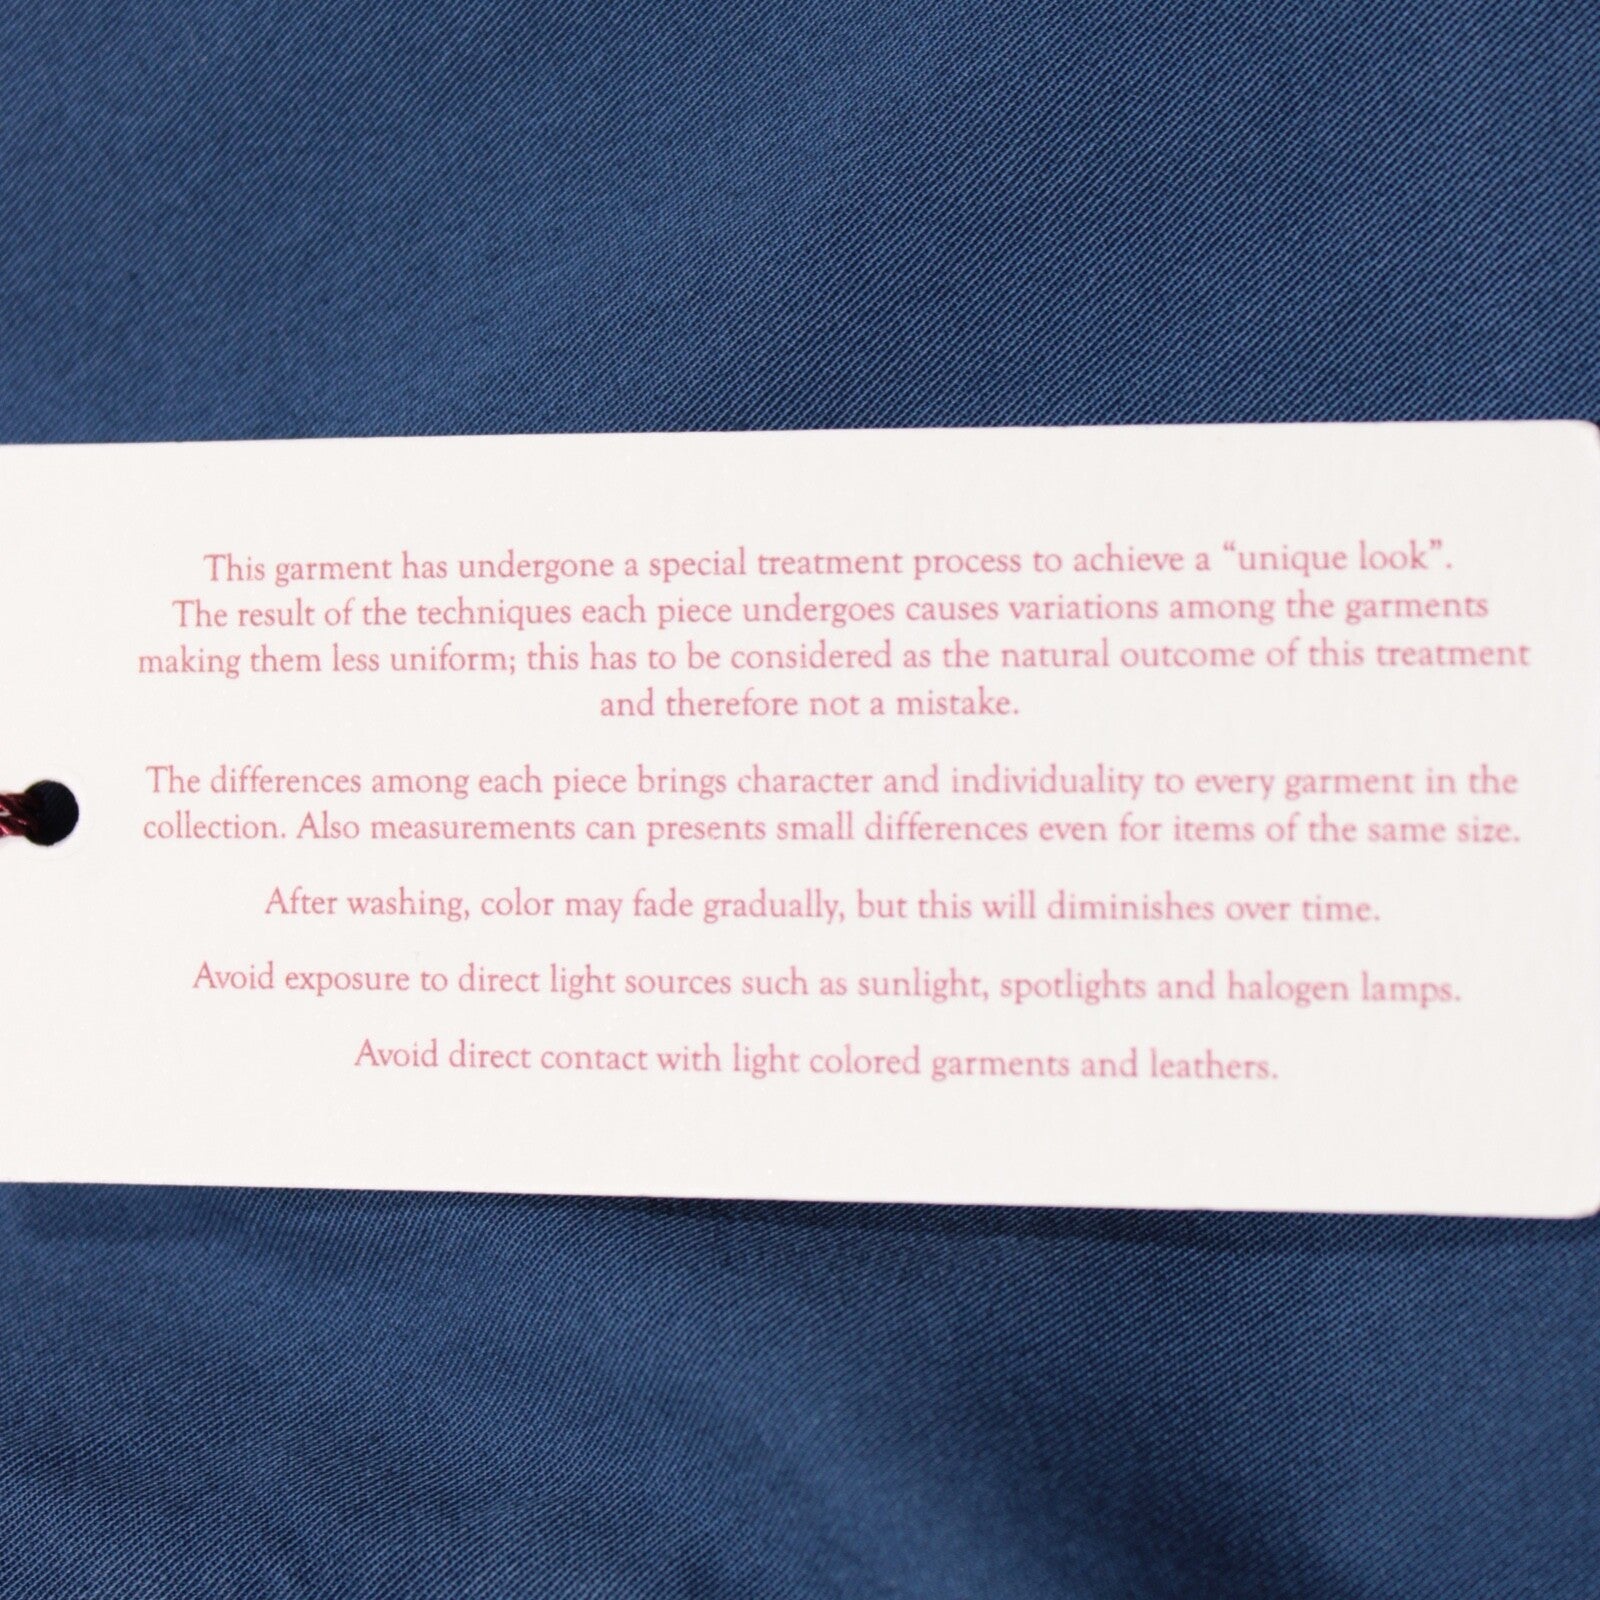 This garment has undergone a special treatment process to achieve a “unique look”.
The result of the techniques each piece undergoes causes variations among the garments
making them less uniform; this has to be considered as the natural outcome of this treatment
and therefore not a mistake.
The differences among each piece brings character and individuality to every garment in the
collection. Also measurements can presents small differences even for items of the same size.
After washing, color may fade gradually, but this will diminishes over time.
Avoid exposure to direct light sources such as sunlight, spotlights and halogen lamps.
Avoid direct contact with light colored garments and leathers.